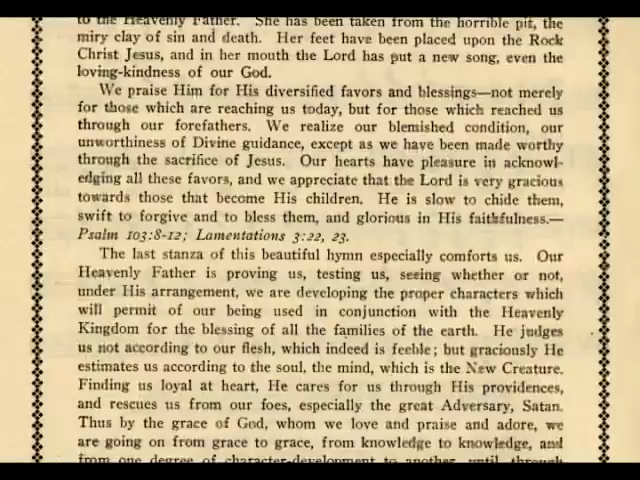 to the Heavenly Father. She has been taken from the horrible pit, the
miry clay of sin and death. Her feet have been placed upon the Rock
Christ Jesus, and in her mouth the Lord has put a new song, even the
loving-kindness of our God.
We praise Him for His diversified favors and blessings—not merely
for those which are reaching us today, but for those which reached us
through our forefathers. We realize our blemished condition, our
unworthiness of Divine guidance, except as we have been made worthy
through the sacrifice of Jesus. Our hearts have pleasure in acknowl-
edging all these favors, and we appreciate that the Lord is very gracious
towards those that become His children. He is slow to chide them,
swift to forgive and to bless them, and glorious in His faithfulness.—
Psalm 103:8-12; Lamentations 3:22, 23.
The last stanza of this beautiful hymn especially comforts us. Our
Heavenly Father is proving us, testing us, seeing whether or not,
under His arrangement, we are developing the proper characters which
will permit of our being used in conjunction with the Heavenly
Kingdom for the blessing of all the families of the earth. He judges
us not according to our flesh, which indeed is feeble; but graciously He
estimates us according to the soul, the mind, which is the New Creature.
Finding us loyal at heart, He cares for us through His providences,
and rescues us from our foes, especially the great Adversary, Satan.
Thus by the grace of God, whom we love and praise and adore, we
are going on from grace to grace, from knowledge to knowledge, and
from one degree of character-development to another, until, through